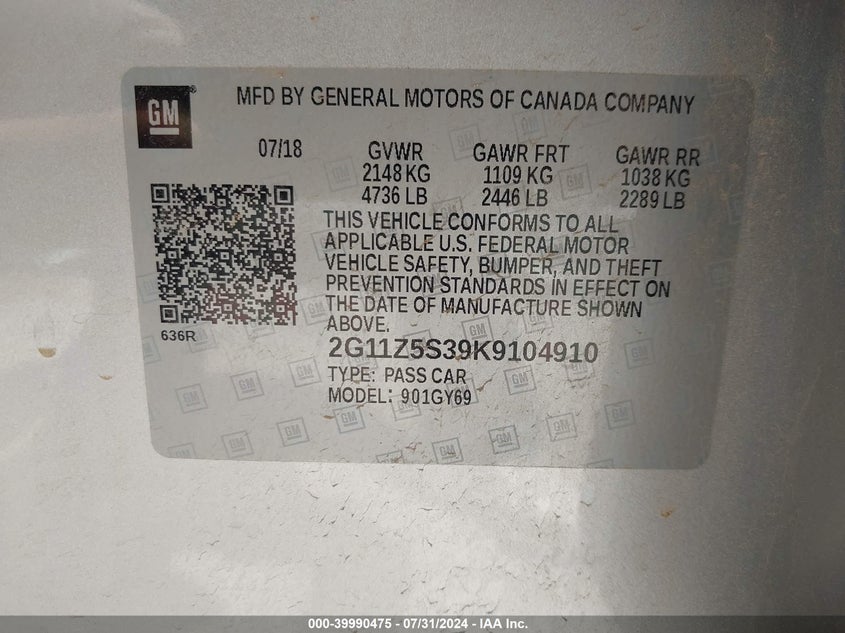 GM
MFD BY GENERAL MOTORS OF CANADA COMPANY
07/18 GVWR GAWR FRT GAWR RR
2148 KG 1109 KG 1038 KG
4736 LB 2446 LB 2289 LB
THIS VEHICLE CONFORMS TO ALL
APPLICABLE U.S. FEDERAL MOTOR
VEHICLE SAFETY, BUMPER, AND THEFT
PREVENTION STANDARDS IN EFFECT ON
THE DATE OF MANUFACTURE SHOWN
ABOVE.
636R
2G11Z5S39K9104910
TYPE: PASS CAR
MODEL: 901GY69
000-39990475 - 07/31/2024 - IAA Inc.